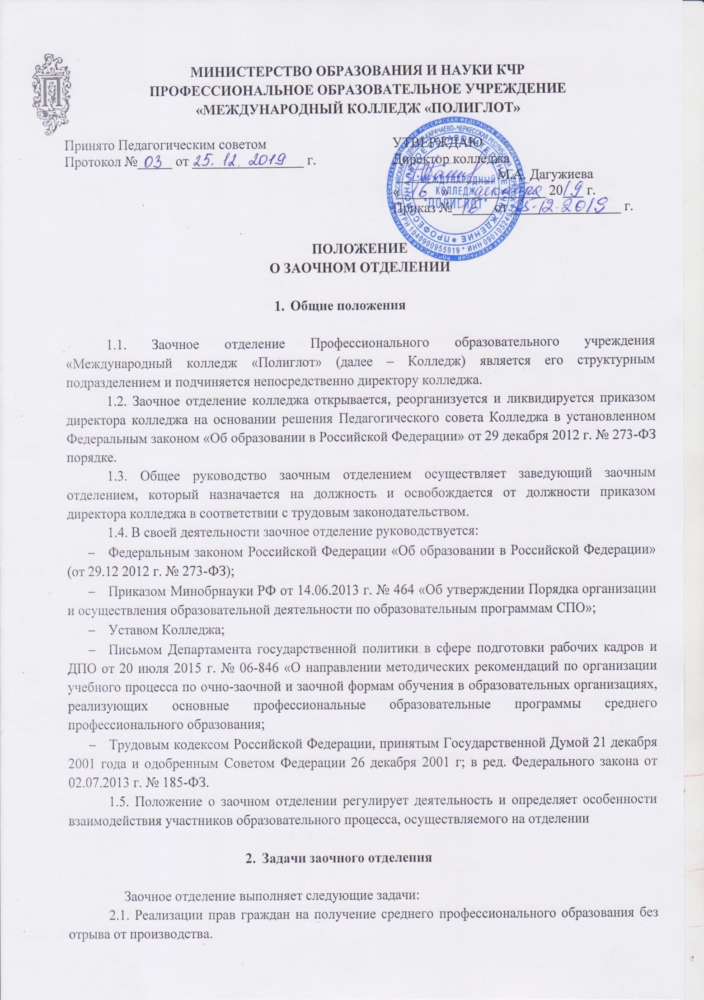 МИНИСТЕРСТВО ОБРАЗОВАНИЯ И НАУКИ КЧР
ПРОФЕССИОНАЛЬНОЕ ОБРАЗОВАТЕЛЬНОЕ УЧРЕЖДЕНИЕ
«МЕЖДУНАРОДНЫЙ КОЛЛЕДЖ «ПОЛИГЛОТ»
Принято Педагогическим советом
Протокол № 03 от 25. 12. 2019 г.
УТВЕРЖДАЮ
Директор колледжа
М.А. Дагужиева
«16» декабря 2019 г.
Приказ № 16 от 25-12-2019 г.
МЕЖДУНАРОДНЫЙ
КОЛЛЕДЖ
"ПОЛИГЛОТ"
ПРОФЕССИОНАЛЬНОЕ ОБРАЗОВАТЕЛЬНОЕ УЧРЕЖДЕНИЕ
ОГРН 1040900955919 * ИНН 0901052491
ПОЛОЖЕНИЕ
О ЗАОЧНОМ ОТДЕЛЕНИИ
1. Общие положения
1.1. Заочное отделение Профессионального образовательного учреждения
«Международный колледж «Полиглот» (далее – Колледж) является его структурным
подразделением и подчиняется непосредственно директору колледжа.
1.2. Заочное отделение колледжа открывается, реорганизуется и ликвидируется приказом
директора колледжа на основании решения Педагогического совета Колледжа в установленном
Федеральным законом «Об образовании в Российской Федерации» от 29 декабря 2012 г. № 273-ФЗ
порядке.
1.3. Общее руководство заочным отделением осуществляет заведующий заочным
отделением, который назначается на должность и освобождается от должности приказом
директора колледжа в соответствии с трудовым законодательством.
1.4. В своей деятельности заочное отделение руководствуется:
– Федеральным законом Российской Федерации «Об образовании в Российской Федерации»
(от 29.12 2012 г. № 273-ФЗ);
– Приказом Минобрнауки РФ от 14.06.2013 г. № 464 «Об утверждении Порядка организации
и осуществления образовательной деятельности по образовательным программам СПО»;
– Уставом Колледжа;
– Письмом Департамента государственной политики в сфере подготовки рабочих кадров и
ДПО от 20 июля 2015 г. № 06-846 «О направлении методических рекомендаций по организации
учебного процесса по очно-заочной и заочной формам обучения в образовательных организациях,
реализующих основные профессиональные образовательные программы среднего
профессионального образования;
– Трудовым кодексом Российской Федерации, принятым Государственной Думой 21 декабря
2001 года и одобренным Советом Федерации 26 декабря 2001 г; в ред. Федерального закона от
02.07.2013 г. № 185-ФЗ.
1.5. Положение о заочном отделении регулирует деятельность и определяет особенности
взаимодействия участников образовательного процесса, осуществляемого на отделении
2. Задачи заочного отделения
Заочное отделение выполняет следующие задачи:
2.1. Реализации прав граждан на получение среднего профессионального образования без
отрыва от производства.